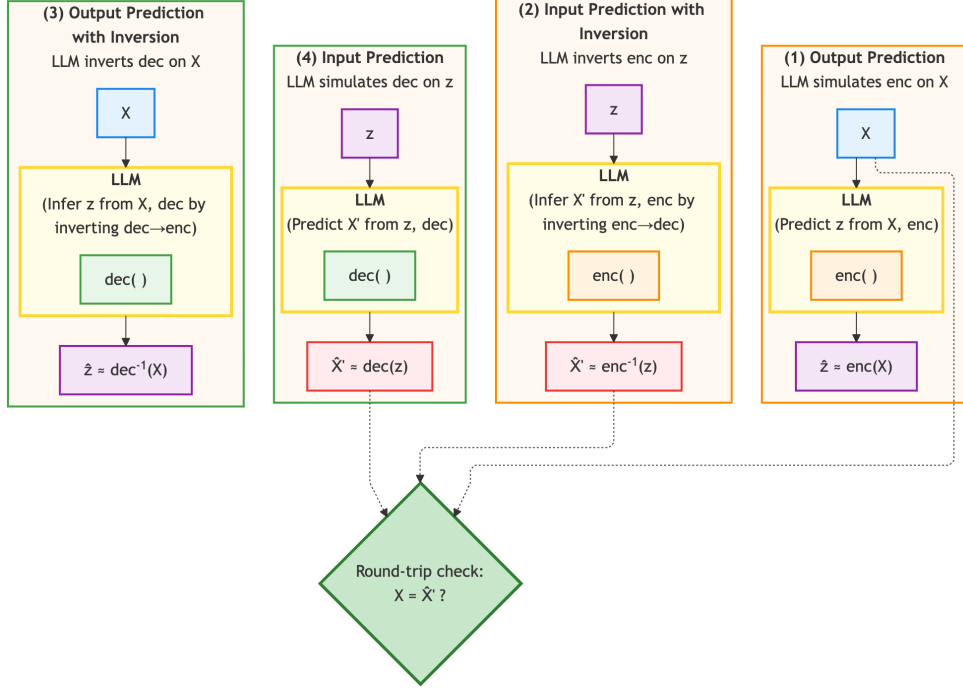 (3) Output Prediction
with Inversion
LLM inverts dec on X
X
LLM
(Infer z from X, dec by
inverting dec→enc)
dec( )
ẑ ≈ dec⁻¹(X)
(4) Input Prediction
LLM simulates dec on z
z
LLM
(Predict X' from z, dec)
dec( )
X̂' ≈ dec(z)
(2) Input Prediction with
Inversion
LLM inverts enc on z
z
LLM
(Infer X' from z, enc by
inverting enc→dec)
enc( )
X̂' ≈ enc⁻¹(z)
(1) Output Prediction
LLM simulates enc on X
X
LLM
(Predict z from X, enc)
enc( )
ẑ ≈ enc(X)
Round-trip check:
X = X̂' ?